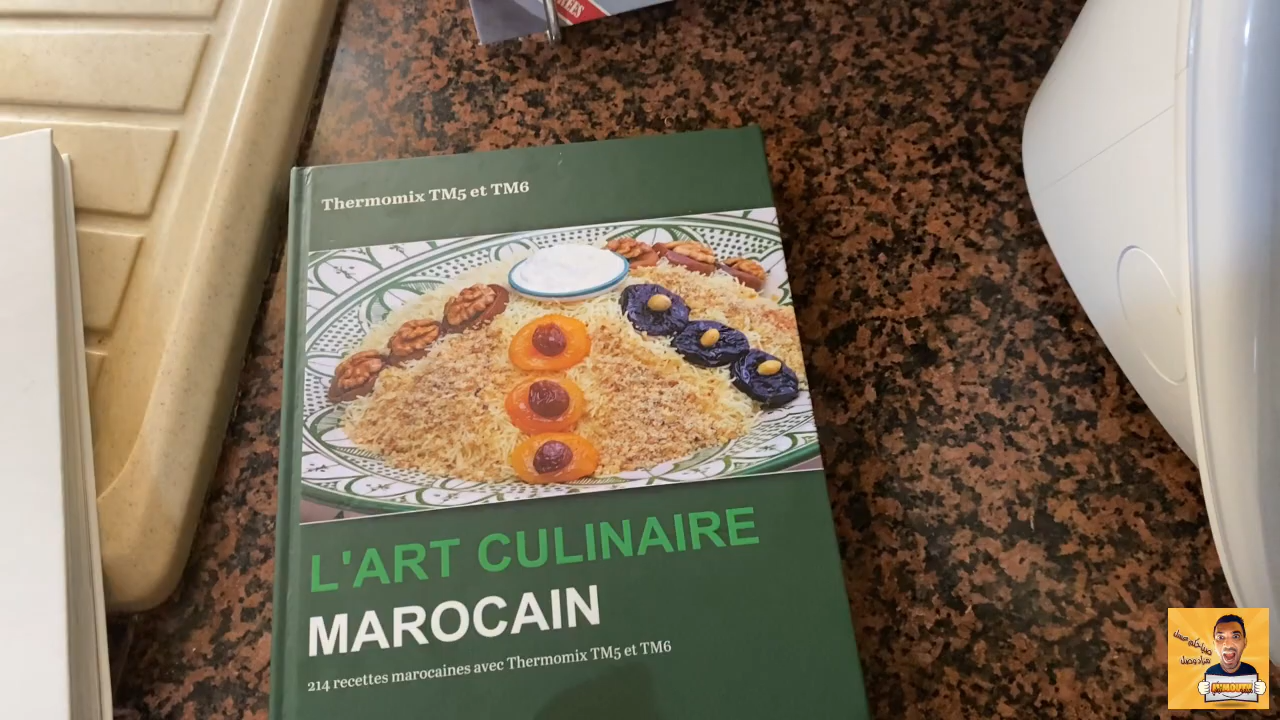 Thermomix TM5 et TM6
L'ART CULINAIRE
MAROCAIN
214 recettes marocaines avec Thermomix TM5 et TM6